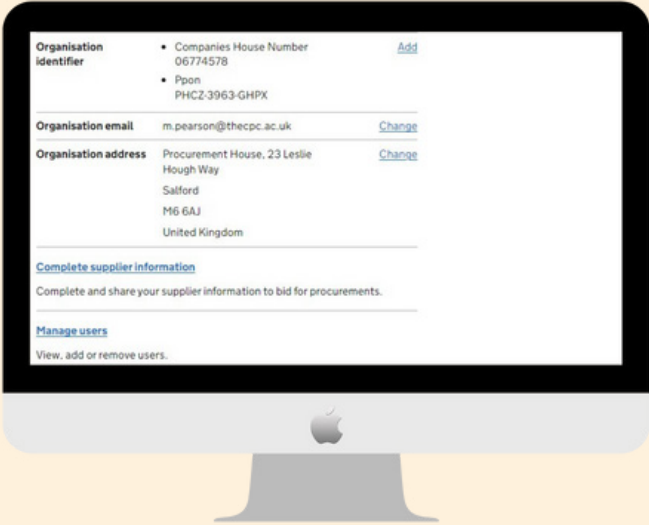 Organisation identifier
• Companies House Number 06774578
Add
• Ppon
PHCZ-3963-GHPX
Organisation email m.pearson@thecpc.ac.uk Change
Organisation address Procurement House, 23 Leslie Hough Way Change
Salford
M6 6AJ
United Kingdom
Complete supplier information
Complete and share your supplier information to bid for procurements.
Manage users
View, add or remove users.